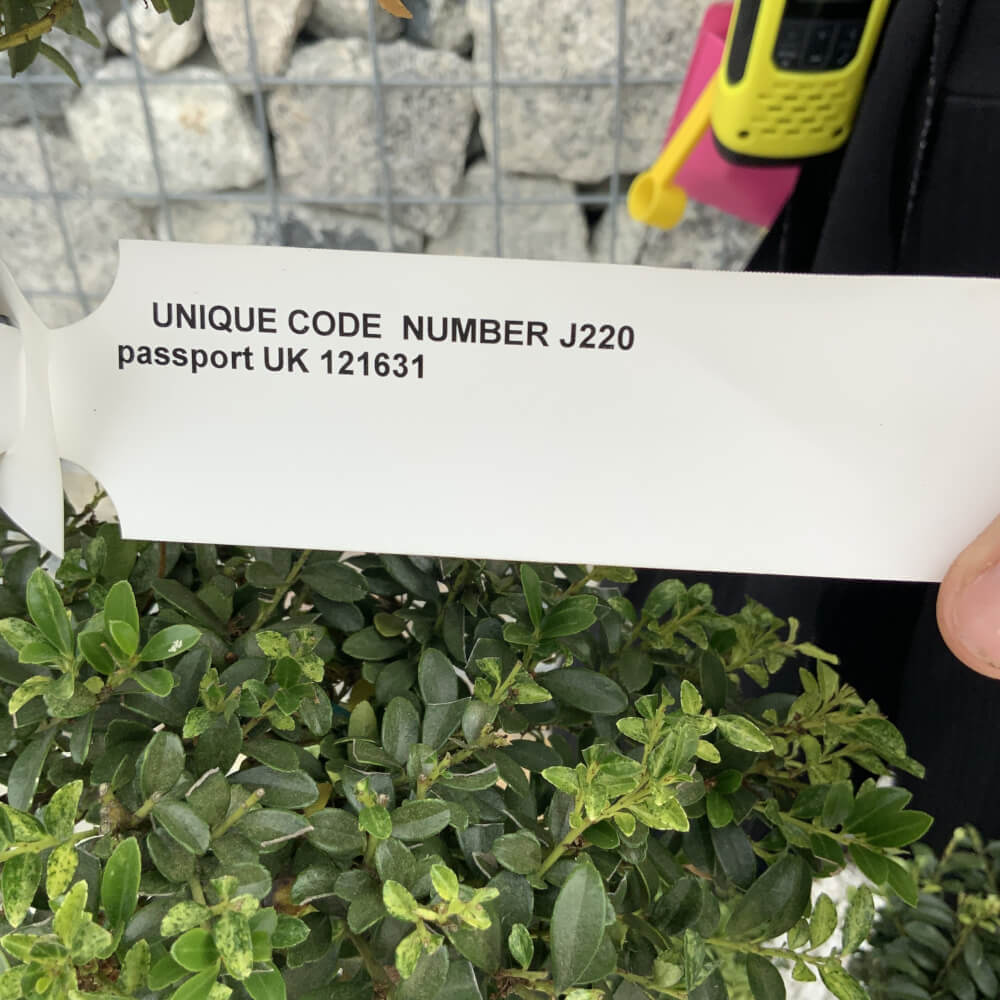 UNIQUE CODE  NUMBER J220
passport UK 121631